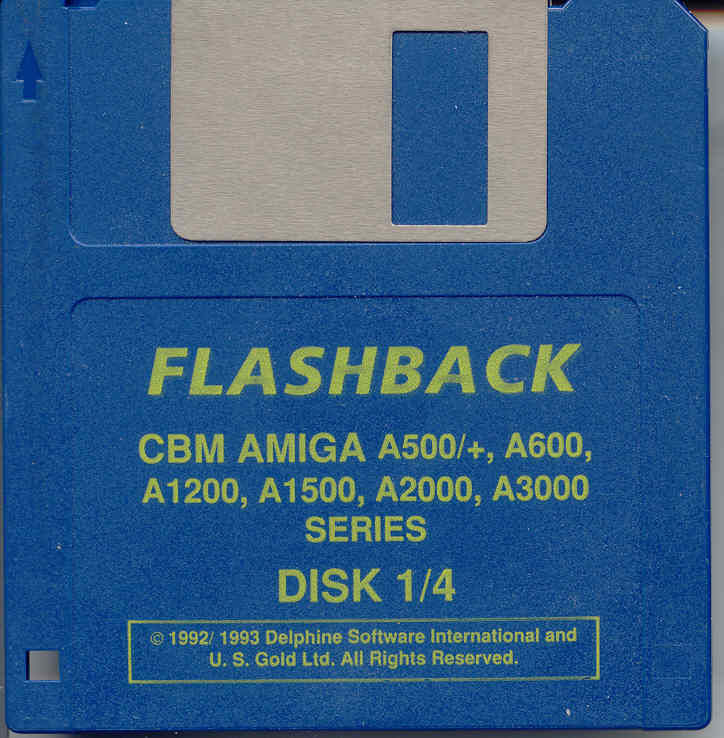 FLASHBACK
CBM AMIGA A500/+, A600,
A1200, A1500, A2000, A3000
SERIES
DISK 1/4
© 1992/ 1993 Delphine Software International and
U. S. Gold Ltd. All Rights Reserved.